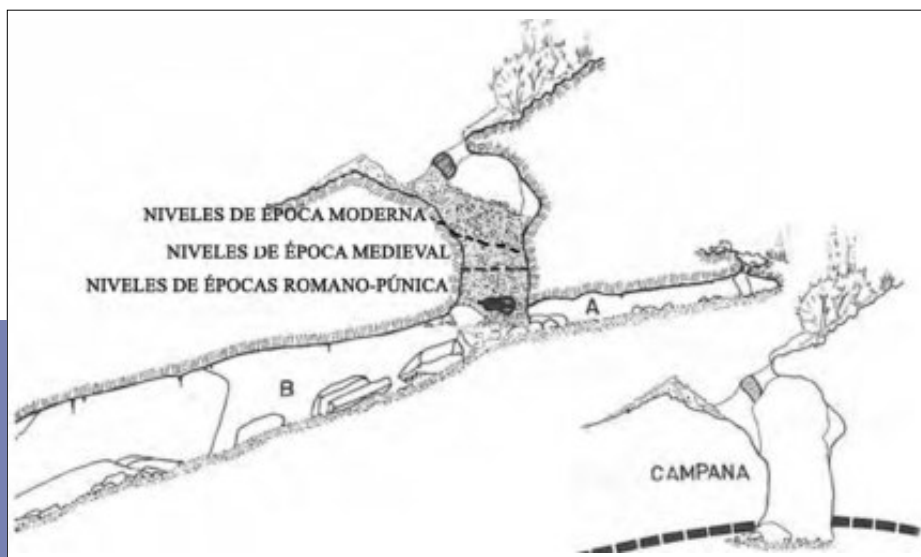 NIVELES DE ÉPOCA MODERNA
NIVELES DE ÉPOCA MEDIEVAL
NIVELES DE ÉPOCAS ROMANO-PÚNICA
A
B
CAMPANA